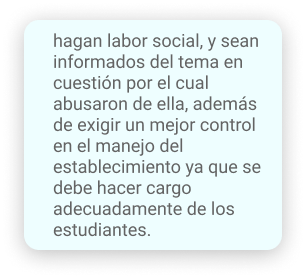 hagan labor social, y sean
informados del tema en
cuestión por el cual
abusaron de ella, además
de exigir un mejor control
en el manejo del
establecimiento ya que se
debe hacer cargo
adecuadamente de los
estudiantes.